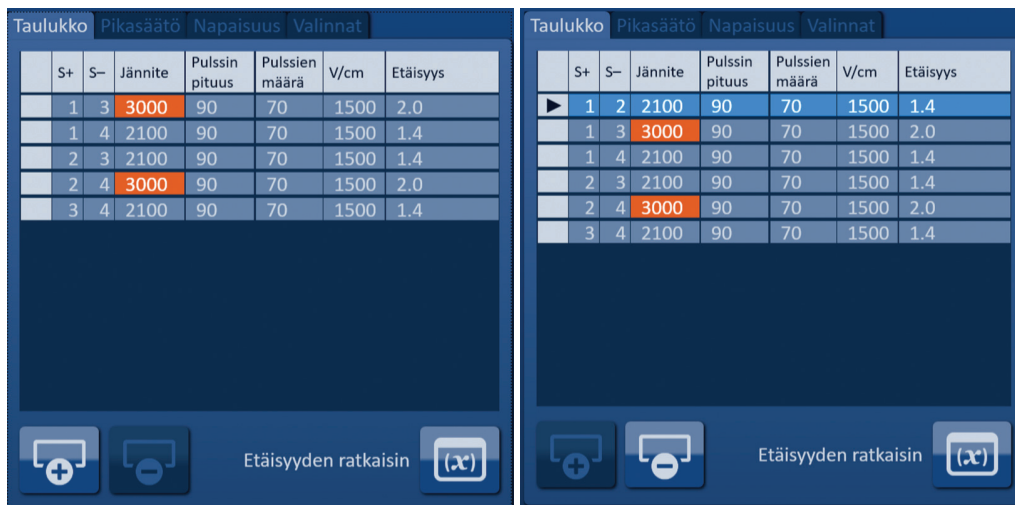 Taulukko Pikasäätö Napaisuus Valinnat
S+ S– Jännite Pulssin pituus Pulssien määrä V/cm Etäisyys
1 3 3000 90 70 1500 2.0
1 4 2100 90 70 1500 1.4
2 3 2100 90 70 1500 1.4
2 4 3000 90 70 1500 2.0
3 4 2100 90 70 1500 1.4
Etäisyyden ratkaisin (x)
Taulukko Pikasäätö Napaisuus Valinnat
S+ S– Jännite Pulssin pituus Pulssien määrä V/cm Etäisyys
1 2 2100 90 70 1500 1.4
1 3 3000 90 70 1500 2.0
1 4 2100 90 70 1500 1.4
2 3 2100 90 70 1500 1.4
2 4 3000 90 70 1500 2.0
3 4 2100 90 70 1500 1.4
Etäisyyden ratkaisin (x)